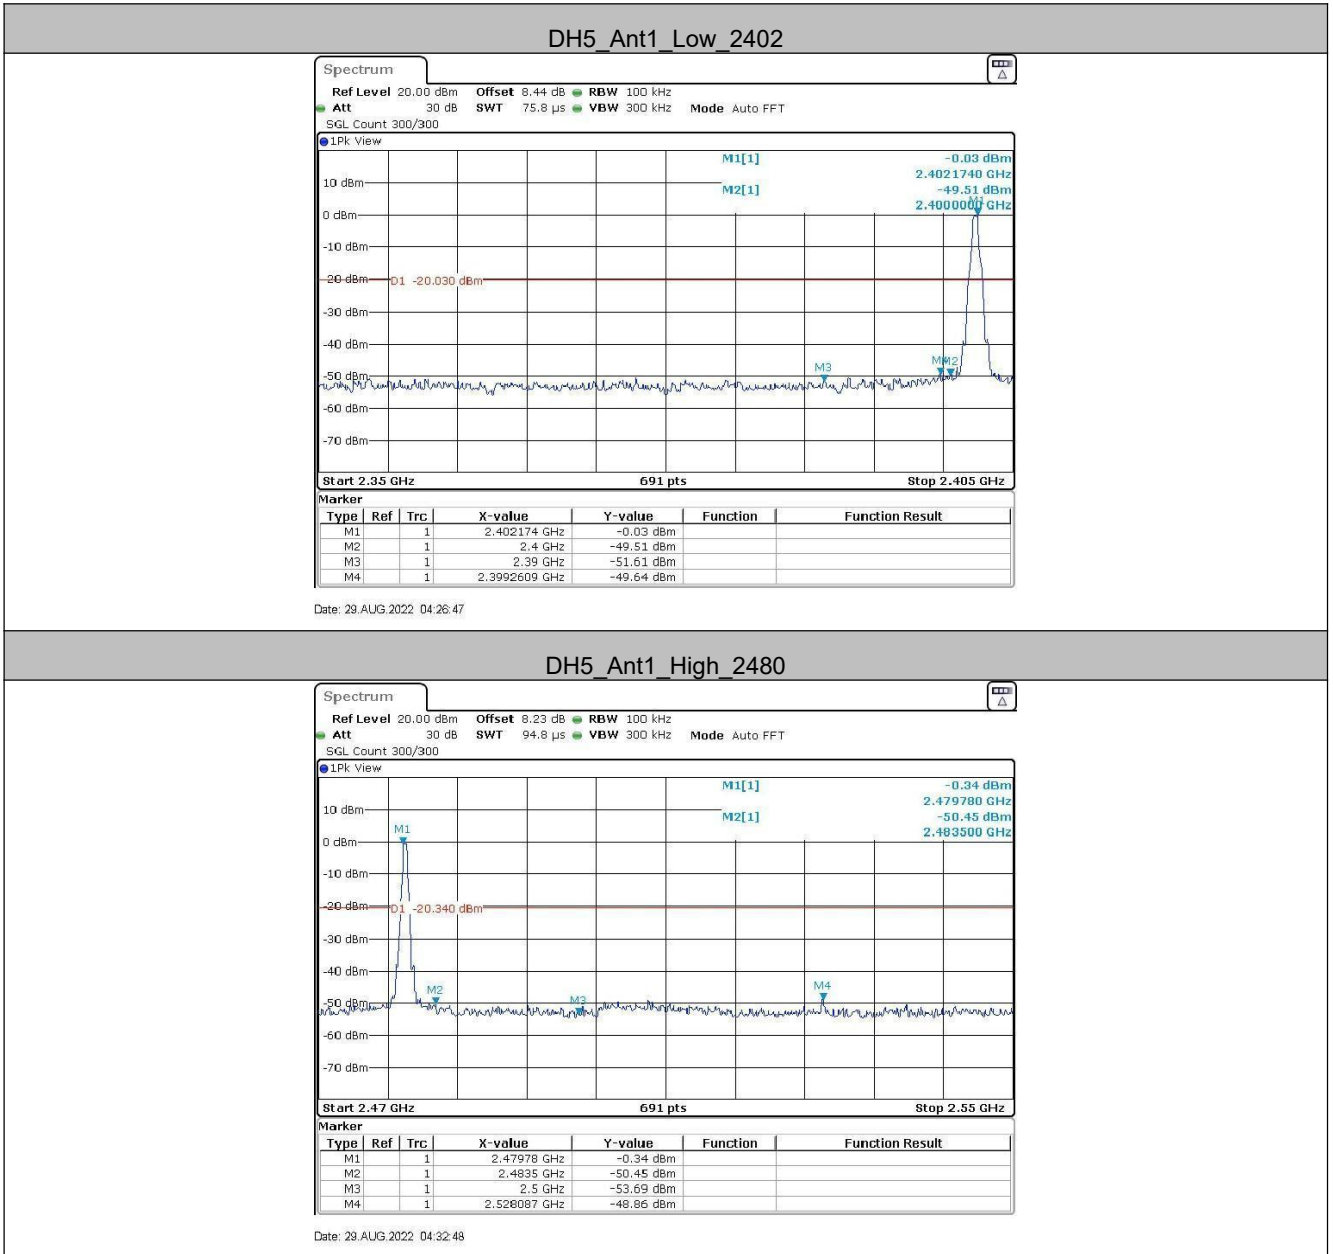 DH5_Ant1_Low_2402
Spectrum
Ref Level 20.00 dBm Offset 8.44 dB RBW 100 kHz
Att 30 dB SWT 75.8 µs VBW 300 kHz Mode Auto FFT
SGL Count 300/300
1Pk View
M1[1] -0.03 dBm
2.4021740 GHz
10 dBm
M2[1] -49.51 dBm
2.4000000 GHz
M1
0 dBm
-10 dBm
-20 dBm D1 -20.030 dBm
-30 dBm
-40 dBm
M3 M4 M2
-50 dBm
-60 dBm
-70 dBm
Start 2.35 GHz 691 pts Stop 2.405 GHz
Marker
Type Ref Trc X-value Y-value Function Function Result
M1 1 2.402174 GHz -0.03 dBm
M2 1 2.4 GHz -49.51 dBm
M3 1 2.39 GHz -51.61 dBm
M4 1 2.3992609 GHz -49.64 dBm
Date: 29.AUG.2022 04:26:47
DH5_Ant1_High_2480
Spectrum
Ref Level 20.00 dBm Offset 8.23 dB RBW 100 kHz
Att 30 dB SWT 94.8 µs VBW 300 kHz Mode Auto FFT
SGL Count 300/300
1Pk View
M1[1] -0.34 dBm
2.479780 GHz
10 dBm
M2[1] -50.45 dBm
2.483500 GHz
M1
0 dBm
-10 dBm
-20 dBm D1 -20.340 dBm
-30 dBm
-40 dBm
M2 M3 M4
-50 dBm
-60 dBm
-70 dBm
Start 2.47 GHz 691 pts Stop 2.55 GHz
Marker
Type Ref Trc X-value Y-value Function Function Result
M1 1 2.47978 GHz -0.34 dBm
M2 1 2.4835 GHz -50.45 dBm
M3 1 2.5 GHz -53.69 dBm
M4 1 2.528087 GHz -48.86 dBm
Date: 29.AUG.2022 04:32:48